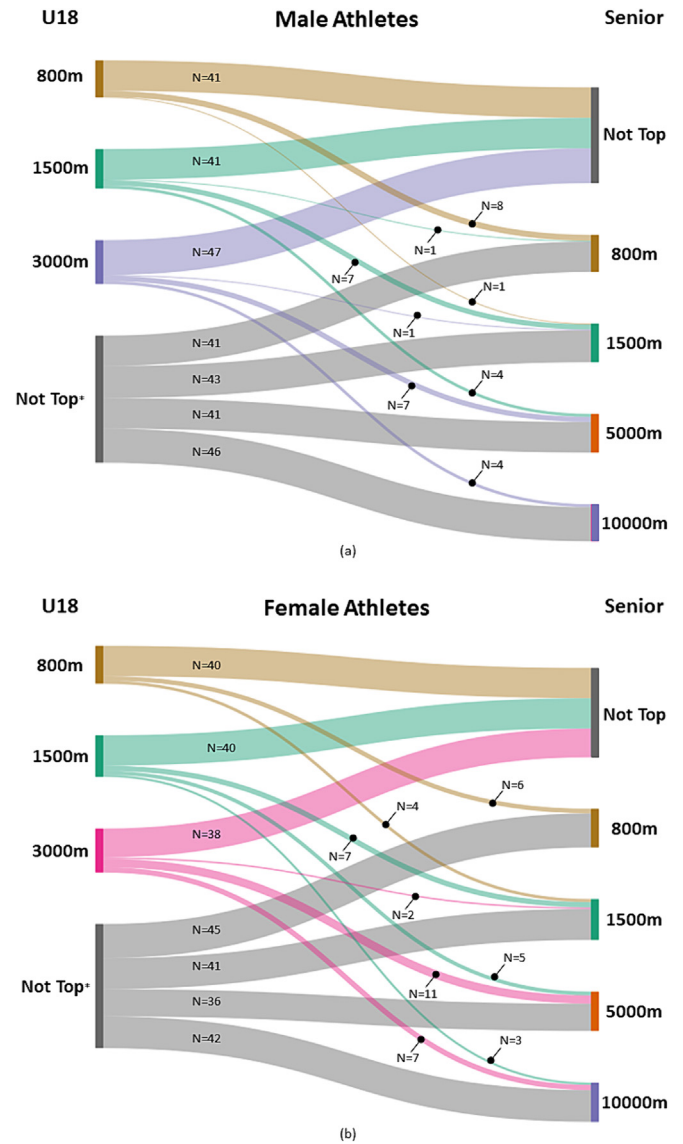 U18 Male Athletes Senior
800m
N=41
Not Top
1500m
N=41
N=8
N=1
3000m
N=47
800m
N=7
N=1
N=1
N=41
1500m
N=43
N=4
Not Top*
N=7
N=41
5000m
N=46
N=4
10000m
(a)
U18 Female Athletes Senior
800m
N=40
Not Top
1500m
N=40
N=6
N=4
800m
3000m
N=38
N=7
N=2
1500m
N=45
N=41
N=5
Not Top*
N=11
N=36
5000m
N=42
N=7
N=3
10000m
(b)